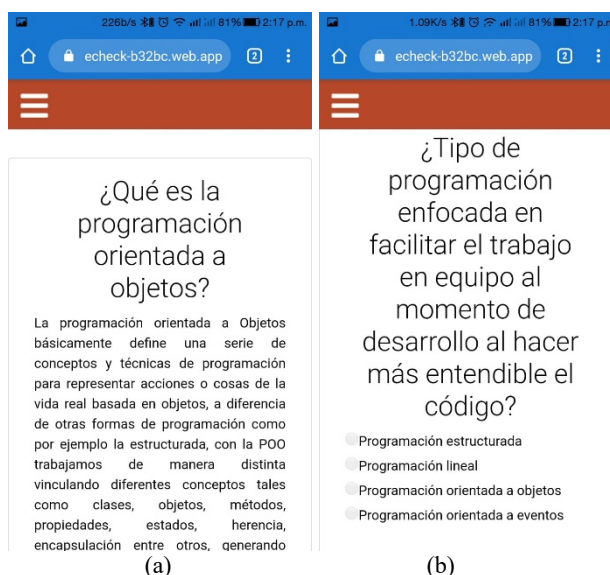 226b/s 81% 2:17 p.m.
echeck-b32bc.web.app 2
¿Qué es la
programación
orientada a
objetos?
La programación orientada a Objetos
básicamente define una serie de
conceptos y técnicas de programación
para representar acciones o cosas de la
vida real basada en objetos, a diferencia
de otras formas de programación como
por ejemplo la estructurada, con la POO
trabajamos de manera distinta
vinculando diferentes conceptos tales
como clases, objetos, métodos,
propiedades, estados, herencia,
encapsulación entre otros, generando
(a)
1.09K/s 81% 2:17 p.m
echeck-b32bc.web.app 2
¿Tipo de
programación
enfocada en
facilitar el trabajo
en equipo al
momento de
desarrollo al hacer
más entendible el
código?
Programación estructurada
Programación lineal
Programación orientada a objetos
Programación orientada a eventos
(b)